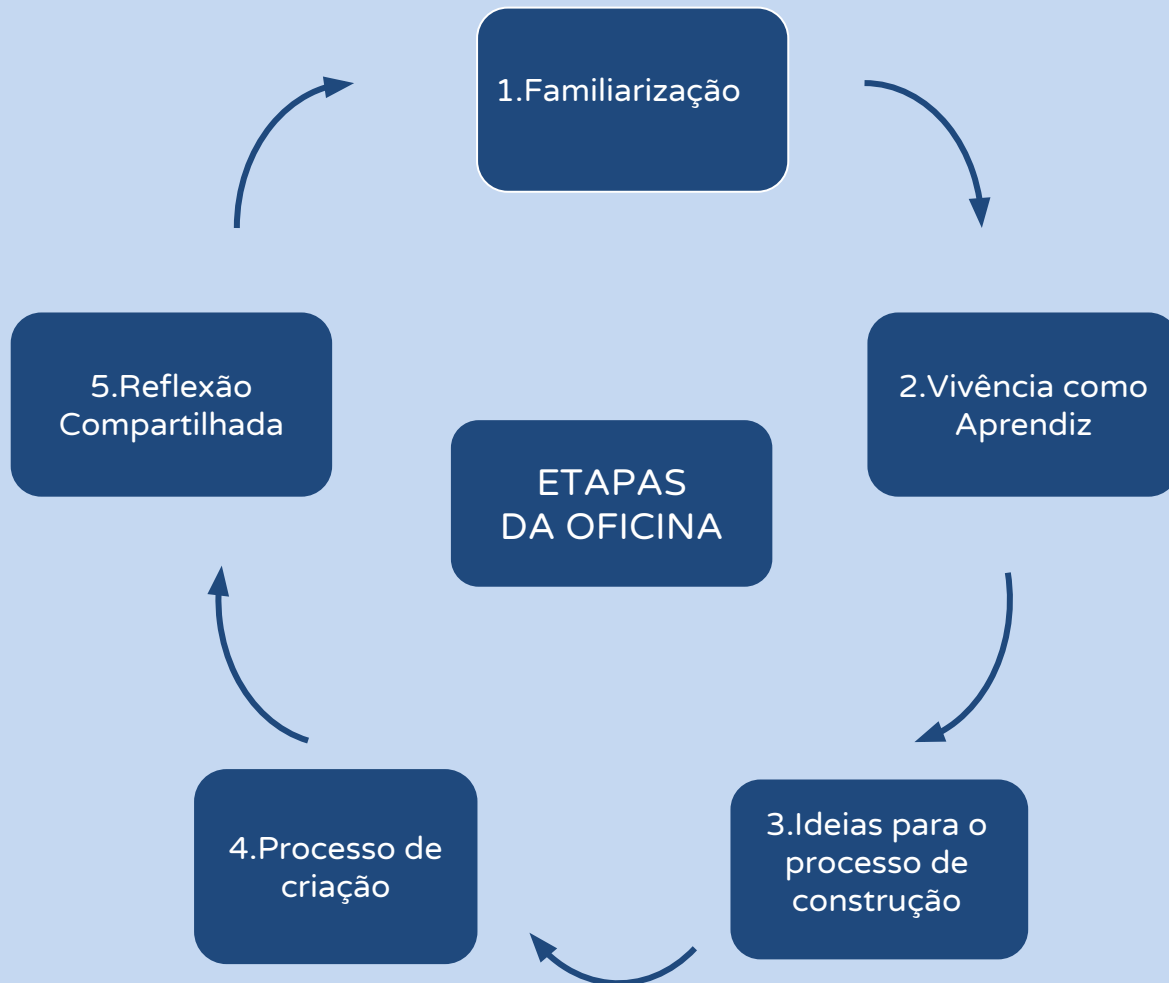 1.Familiarização
2.Vivência como
Aprendiz
3.Ideias para o
processo de
construção
4.Processo de
criação
5.Reflexão
Compartilhada
ETAPAS
DA OFICINA